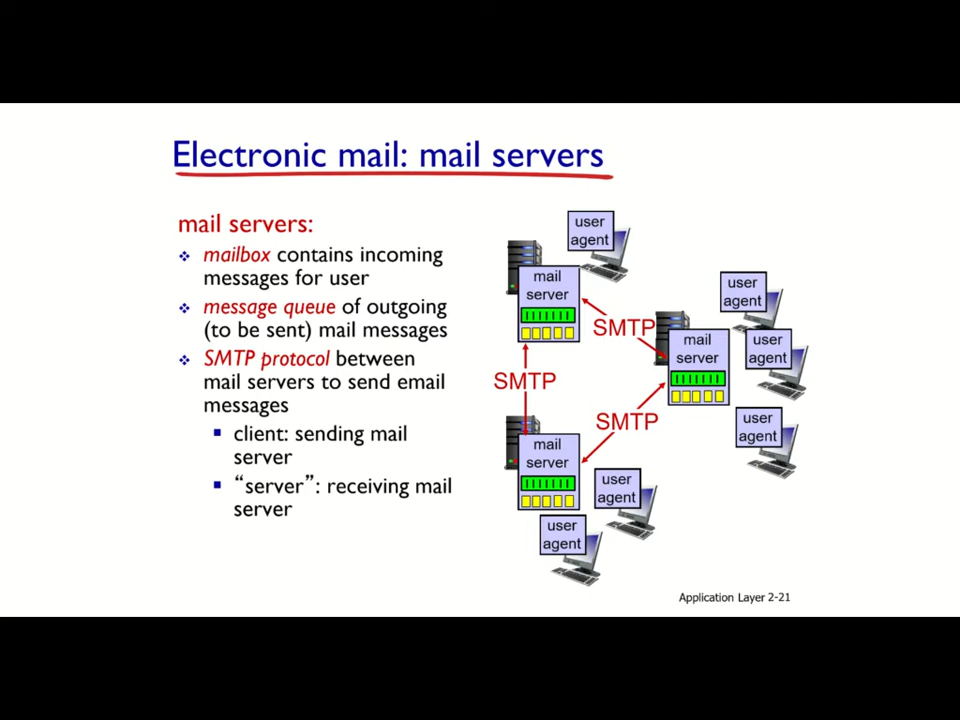 Electronic mail: mail servers
mail servers:
mailbox contains incoming
messages for user
message queue of outgoing
(to be sent) mail messages
SMTP protocol between
mail servers to send email
messages
client: sending mail
server
“server”: receiving mail
server
user
agent
mail
server
SMTP
user
agent
mail
server
user
agent
SMTP
SMTP
user
agent
mail
server
user
agent
user
agent
Application Layer 2-21